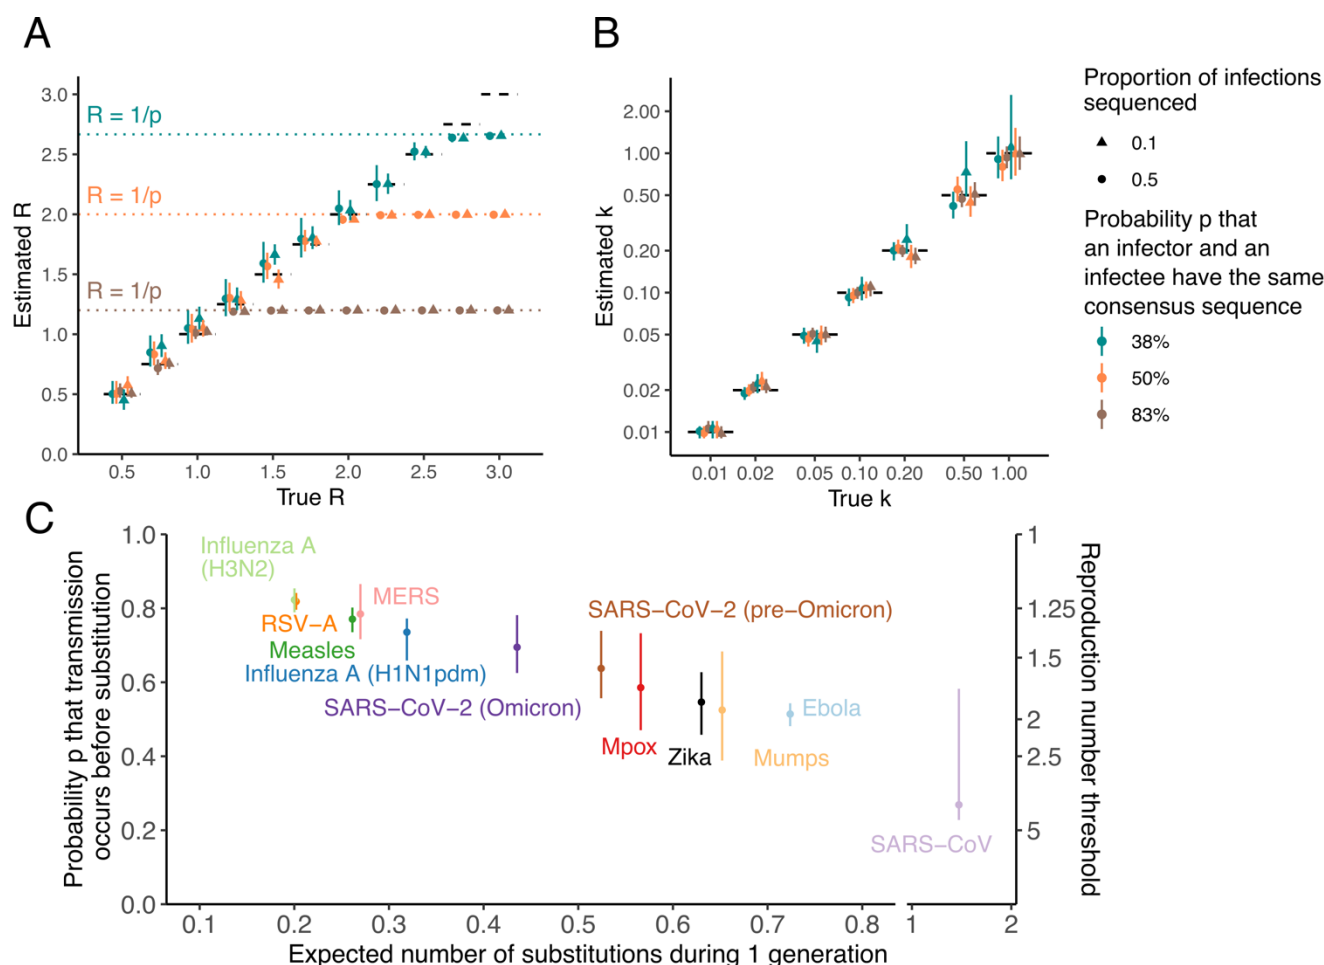 A
B
R = 1/p
R = 1/p
R = 1/p
Estimated R
3.0
2.5
2.0
1.5
1.0
0.5
0.0
0.5
1.0
1.5
2.0
2.5
3.0
True R
Estimated k
2.00
1.00
0.50
0.20
0.10
0.05
0.02
0.01
0.01
0.02
0.05
0.10
0.20
0.50
1.00
True k
Proportion of infections
sequenced
0.1
0.5
Probability p that
an infector and an
infectee have the same
consensus sequence
38%
50%
83%
C
Probability p that transmission
occurs before substitution
1.0
0.8
0.6
0.4
0.2
0.0
Influenza A
(H3N2)
RSV−A
Measles
MERS
Influenza A (H1N1pdm)
SARS−CoV−2 (Omicron)
SARS−CoV−2 (pre−Omicron)
Mpox
Zika
Mumps
Ebola
SARS−CoV
1
1.25
1.5
2
2.5
5
Reproduction number threshold
0.1
0.2
0.3
0.4
0.5
0.6
0.7
0.8
1
2
Expected number of substitutions during 1 generation